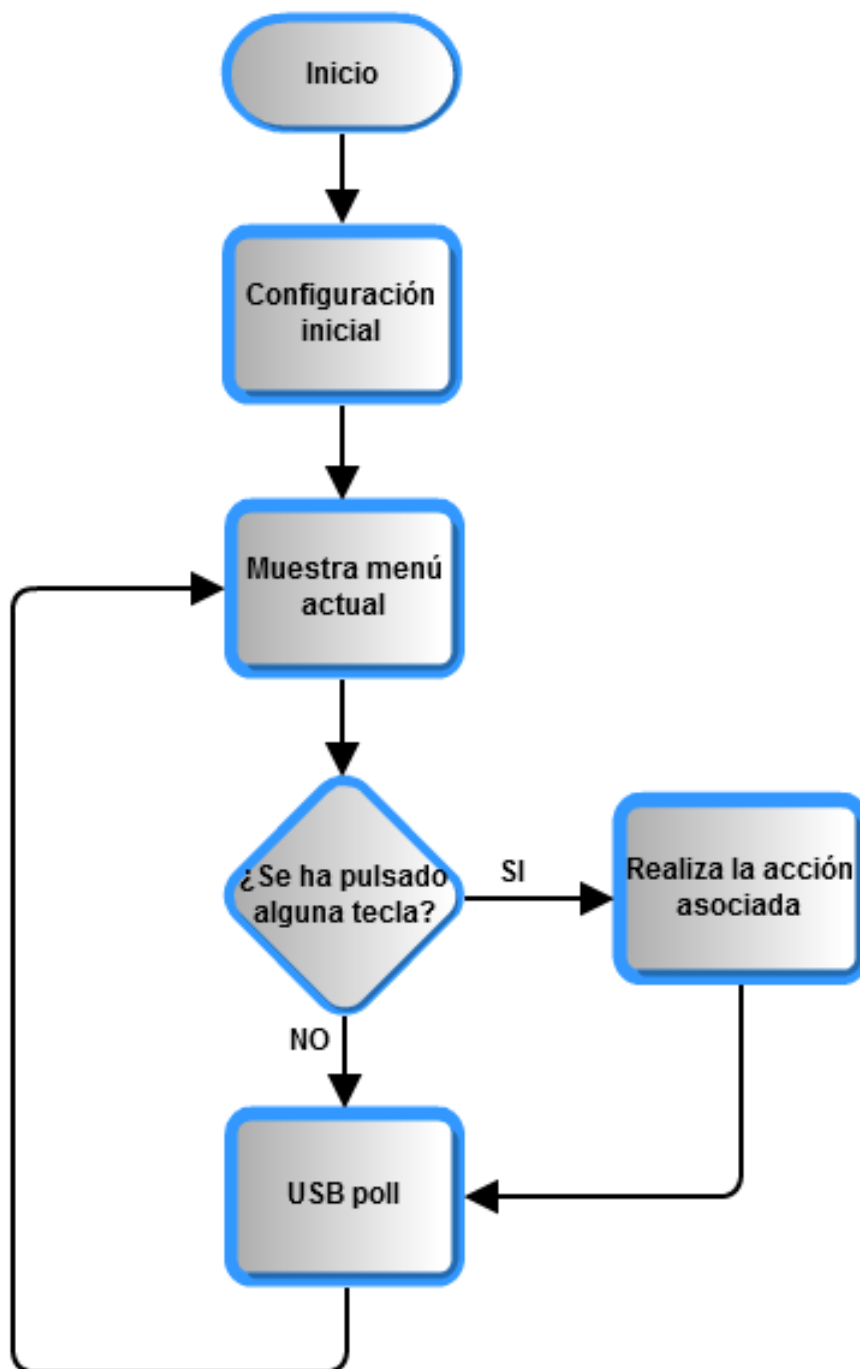 Inicio
Configuración
inicial
Muestra menú
actual
¿Se ha pulsado
alguna tecla?
SI
Realiza la acción
asociada
NO
USB poll